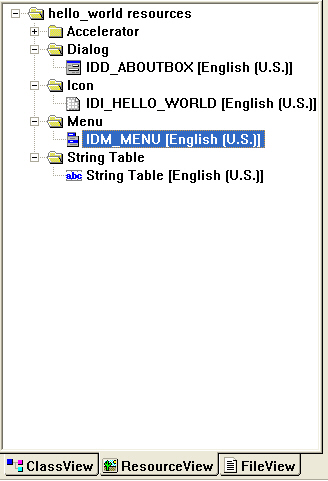 hello_world resources
Accelerator
Dialog
IDD_ABOUTBOX [English (U.S.)]
Icon
IDI_HELLO_WORLD [English (U.S.)]
Menu
IDM_MENU [English (U.S.)]
String Table
abc String Table [English (U.S.)]
ClassView ResourceView FileView